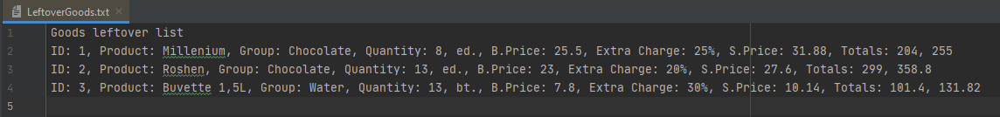 LeftoverGoods.txt
1 Goods leftover list
2 ID: 1, Product: Millenium, Group: Chocolate, Quantity: 8, ed., B.Price: 25.5, Extra Charge: 25%, S.Price: 31.88, Totals: 204, 255
3 ID: 2, Product: Roshen, Group: Chocolate, Quantity: 13, ed., B.Price: 23, Extra Charge: 20%, S.Price: 27.6, Totals: 299, 358.8
4 ID: 3, Product: Buvette 1,5L, Group: Water, Quantity: 13, bt., B.Price: 7.8, Extra Charge: 30%, S.Price: 10.14, Totals: 101.4, 131.82
5